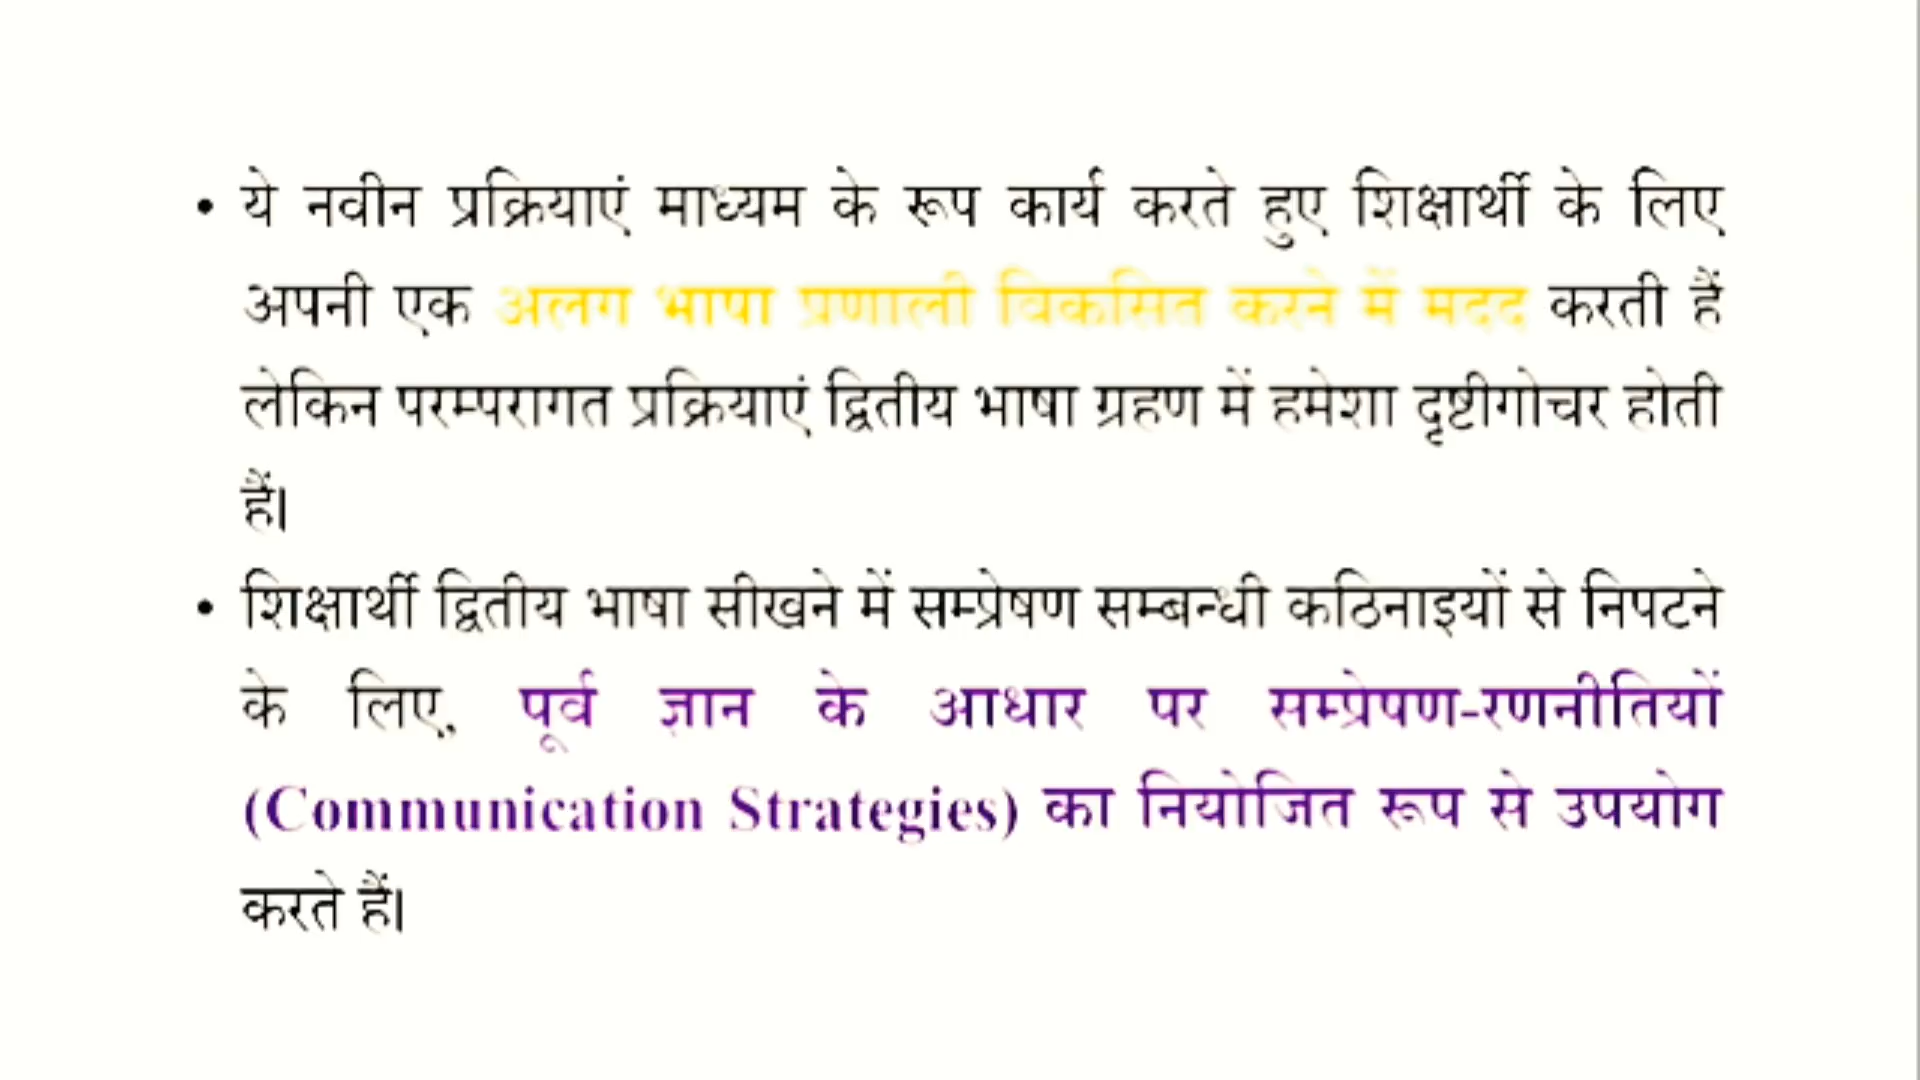 • ये नवीन प्रक्रियाएं माध्यम के रूप कार्य करते हुए शिक्षार्थी के लिए
अपनी एक अलग भाषा प्रणाली विकसित करने में मदद करती हैं
लेकिन परम्परागत प्रक्रियाएं द्वितीय भाषा ग्रहण में हमेशा दृष्टीगोचर होती
हैं।
• शिक्षार्थी द्वितीय भाषा सीखने में सम्प्रेषण सम्बन्धी कठिनाइयों से निपटने
के लिए, पूर्व ज्ञान के आधार पर सम्प्रेषण-रणनीतियों
(Communication Strategies) का नियोजित रूप से उपयोग
करते हैं।